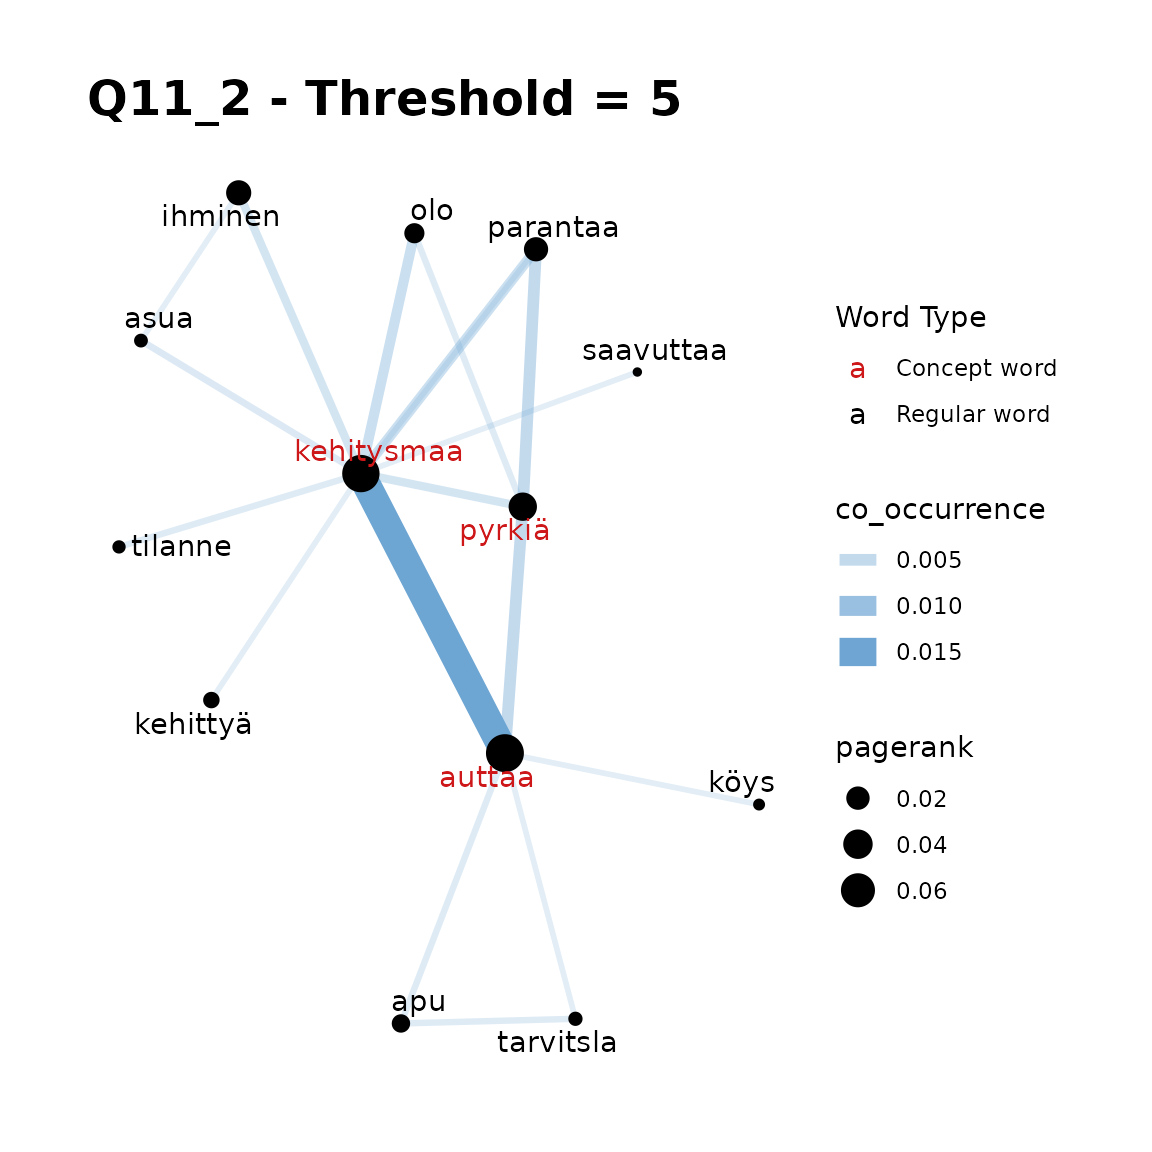 Q11_2 - Threshold = 5
ihminen
olo
parantaa
asua
saavuttaa
kehitysmaa
pyrkiä
tilanne
kehittyä
auttaa
köys
apu
tarvitsla
Word Type
a Concept word
a Regular word
co_occurrence
0.005
0.010
0.015
pagerank
0.02
0.04
0.06